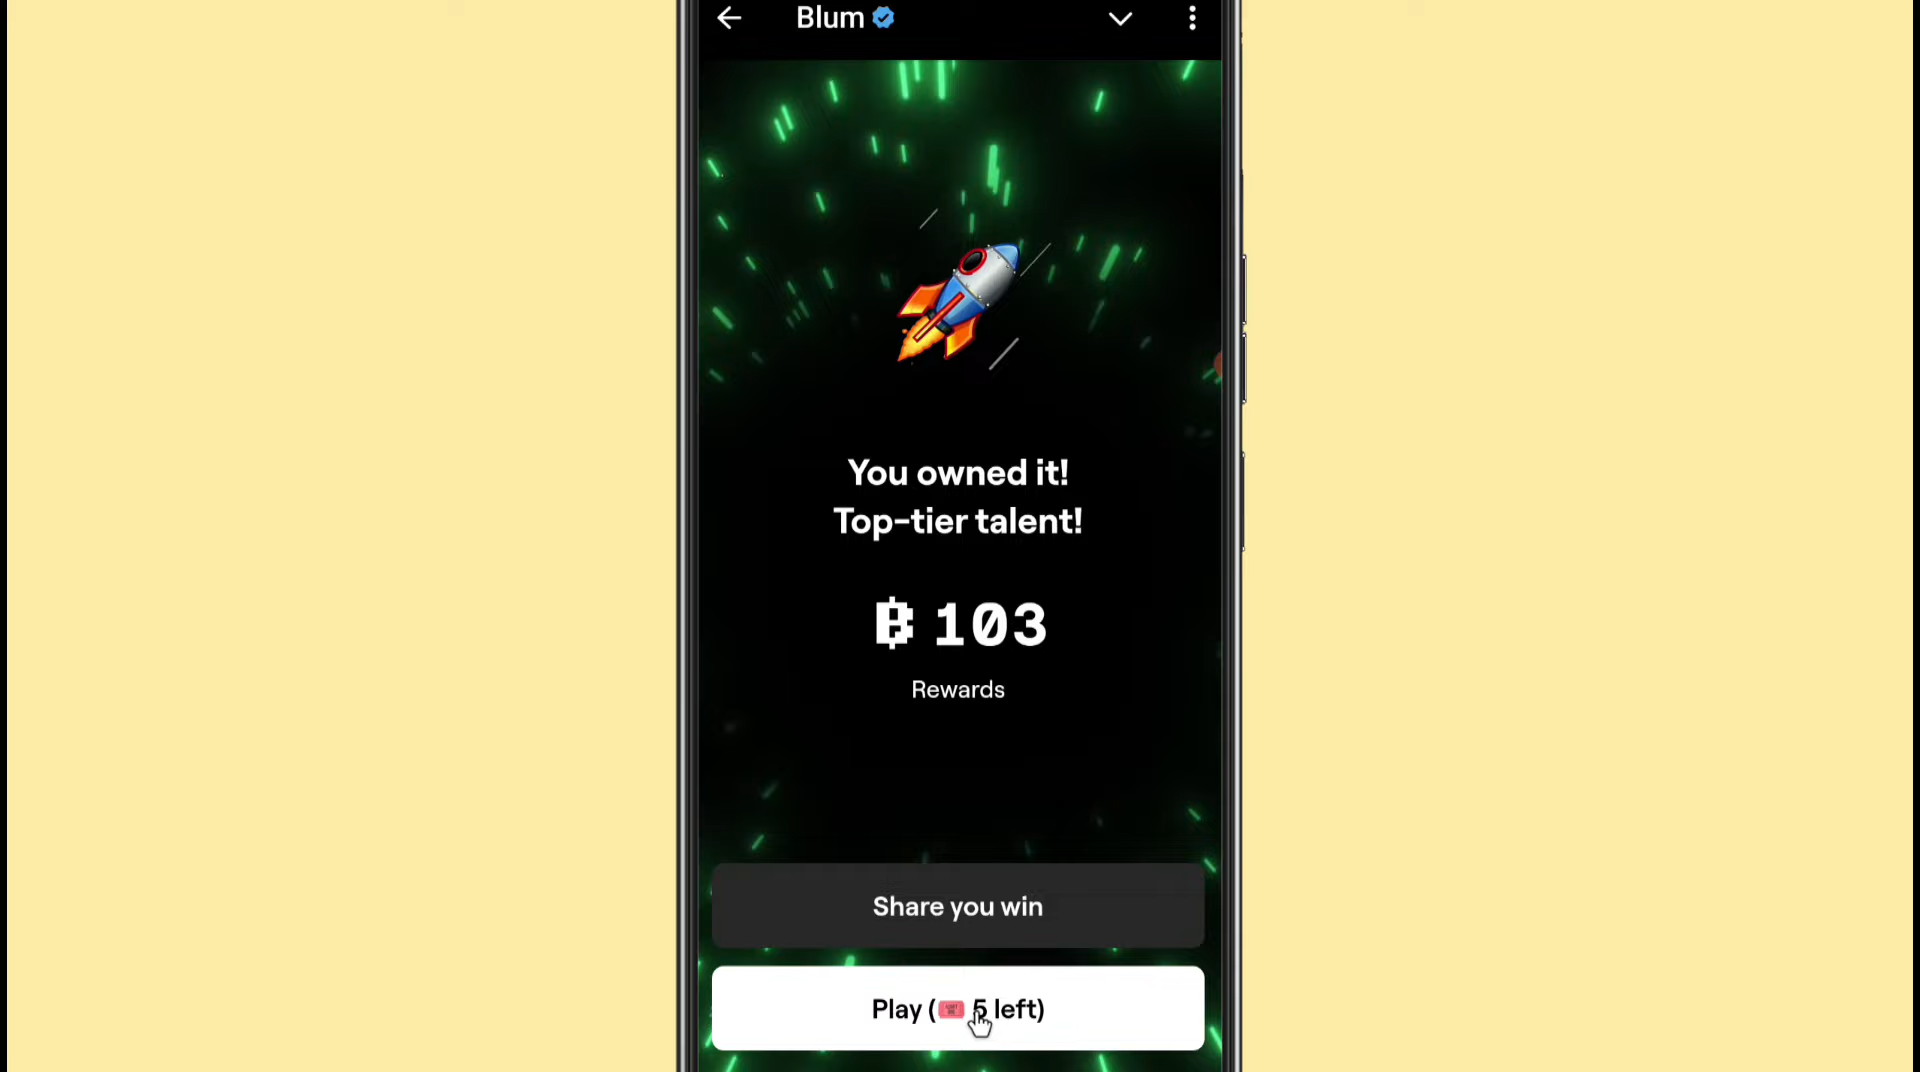 Blum
You owned it!
Top-tier talent!
103
Rewards
Share you win
Play (🎟 5 left)